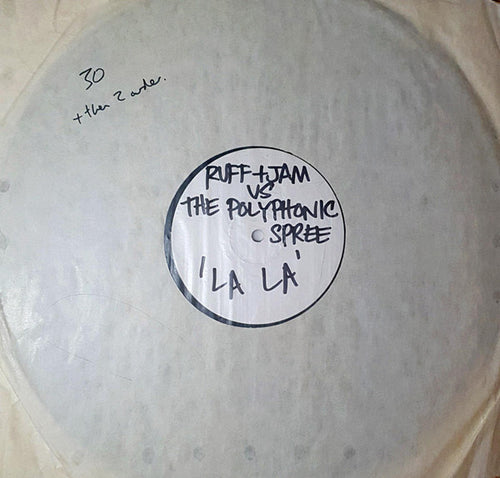 30
+ then 2 order.
RUFF+JAM
VS
THE POLYPHONIC
SPREE
'LA LA'